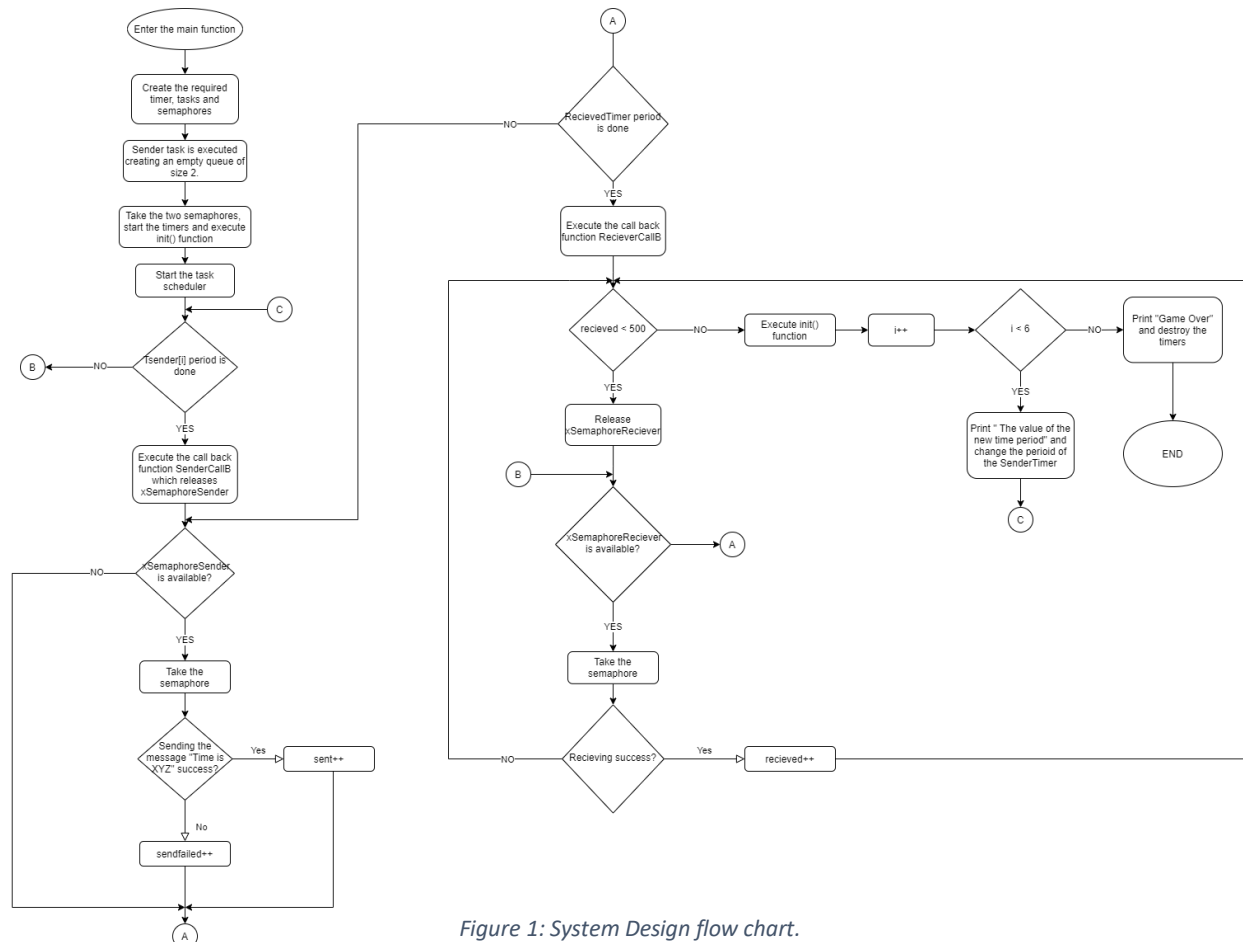 Enter the main function
Create the required
timer, tasks and
semaphores
Sender task is executed
creating an empty queue of
size 2.
Take the two semaphores,
start the timers and execute
init() function
Start the task
scheduler
C
Tsender[i] period is
done
NO
B
YES
Execute the call back
function SenderCallB
which releases
xSemaphoreSender
xSemaphoreSender
is available?
NO
YES
Take the
semaphore
Sending the
message "Time is
XYZ" success?
Yes
sent++
No
sendfailed++
A
A
RecievedTimer period
is done
NO
YES
Execute the call back
function RecieverCallB
recieved < 500
NO
Execute init()
function
i++
i < 6
NO
Print "Game Over"
and destroy the
timers
END
YES
Print " The value of the
new time period" and
change the perioid of
the SenderTimer
C
YES
Release
xSemaphoreReciever
B
xSemaphoreReciever
is available?
A
YES
Take the
semaphore
Recieving success?
NO
Yes
recieved++
Figure 1: System Design flow chart.